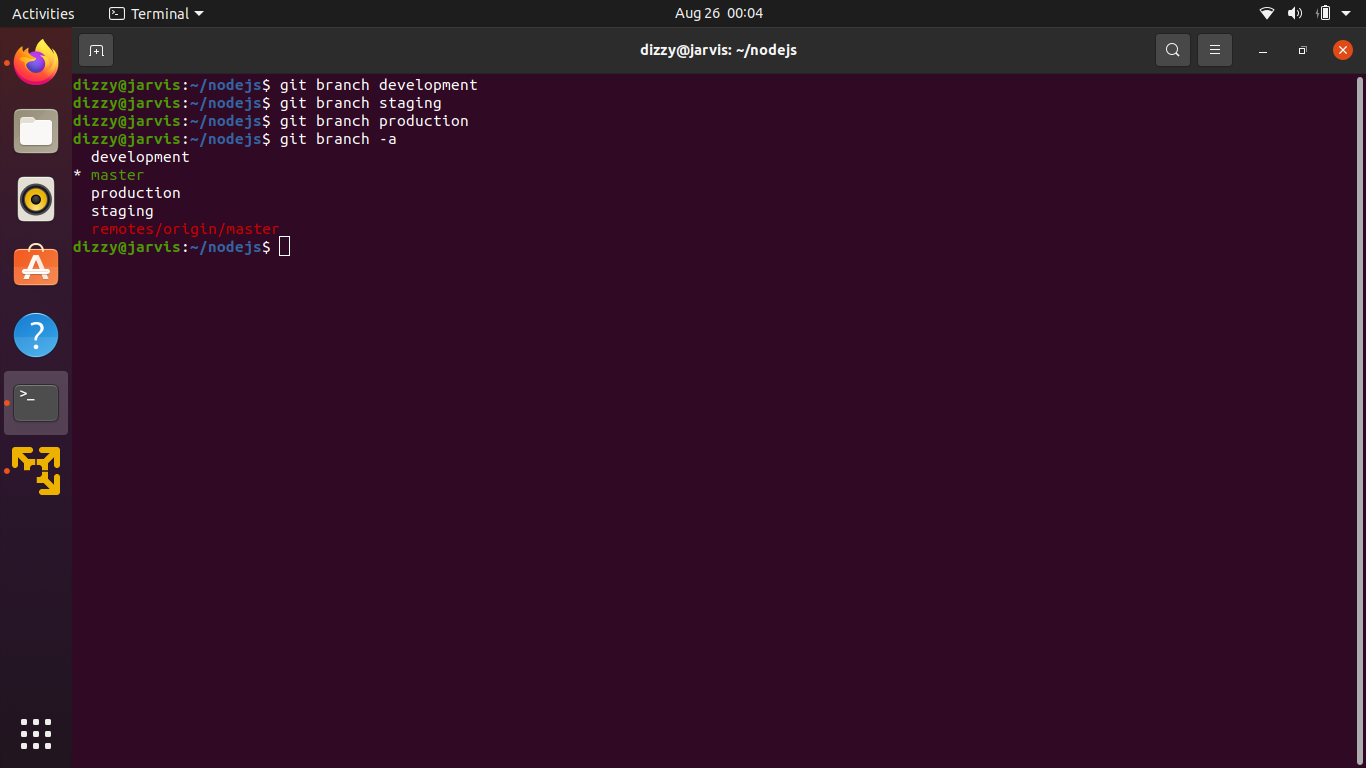 Activities Terminal Aug 26 00:04
dizzy@jarvis: ~/nodejs
dizzy@jarvis:~/nodejs$ git branch development
dizzy@jarvis:~/nodejs$ git branch staging
dizzy@jarvis:~/nodejs$ git branch production
dizzy@jarvis:~/nodejs$ git branch -a
  development
* master
  production
  staging
  remotes/origin/master
dizzy@jarvis:~/nodejs$